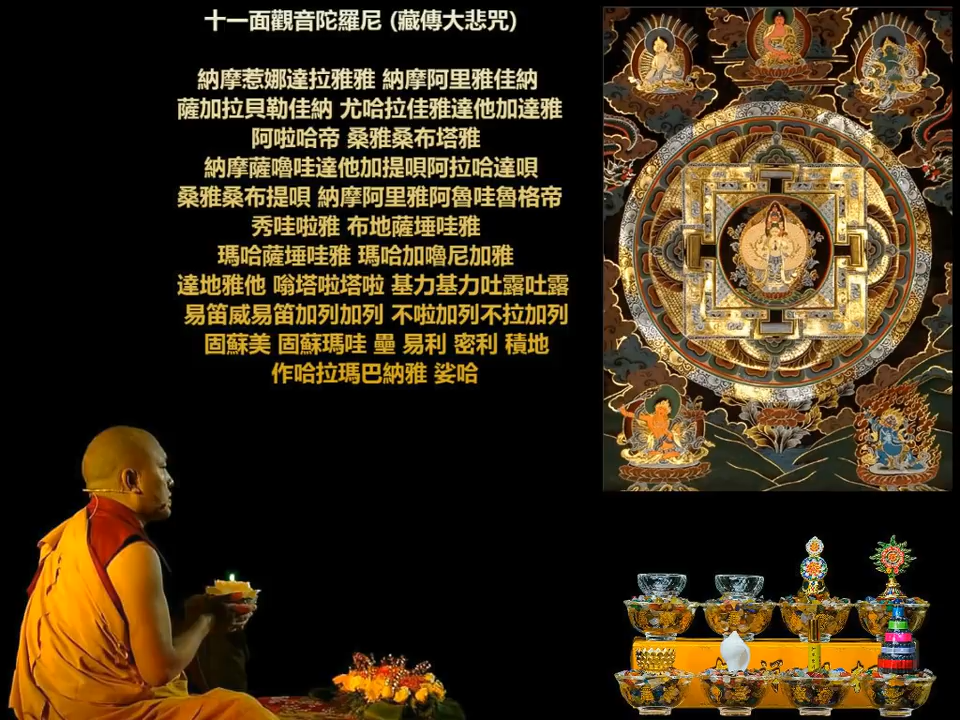 十一面觀音陀羅尼 (藏傳大悲咒)
納摩惹娜達拉雅雅 納摩阿里雅佳納
薩加拉貝勒佳納 尤哈拉佳雅達他加達雅
阿啦哈帝 桑雅桑布塔雅
納摩薩嚕哇達他加提唄阿拉哈達唄
桑雅桑布提唄 納摩阿里雅阿魯哇魯格帝
秀哇啦雅 布地薩埵哇雅
瑪哈薩埵哇雅 瑪哈加嚕尼加雅
達地雅他 嗡塔啦塔啦 基力基力吐露吐露
易笛威易笛加列加列 不啦加列不拉加列
固蘇美 固蘇瑪哇 壘 易利 密利 積地
作哈拉瑪巴納雅 娑哈